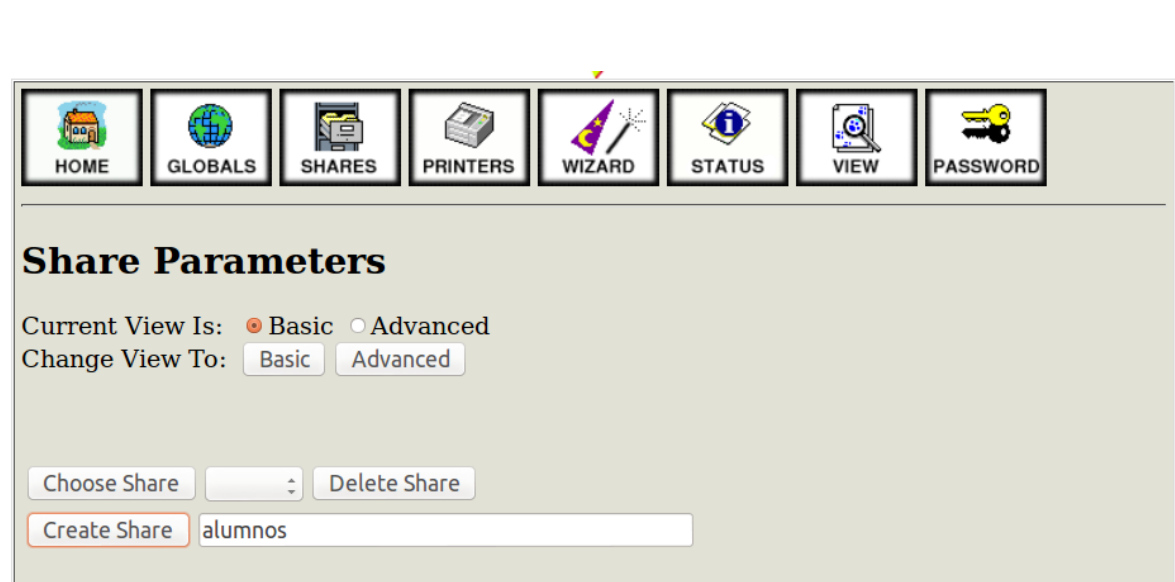 HOME GLOBALS SHARES PRINTERS WIZARD STATUS VIEW PASSWORD
Share Parameters
Current View Is: Basic Advanced
Change View To: Basic Advanced
Choose Share Delete Share
Create Share alumnos